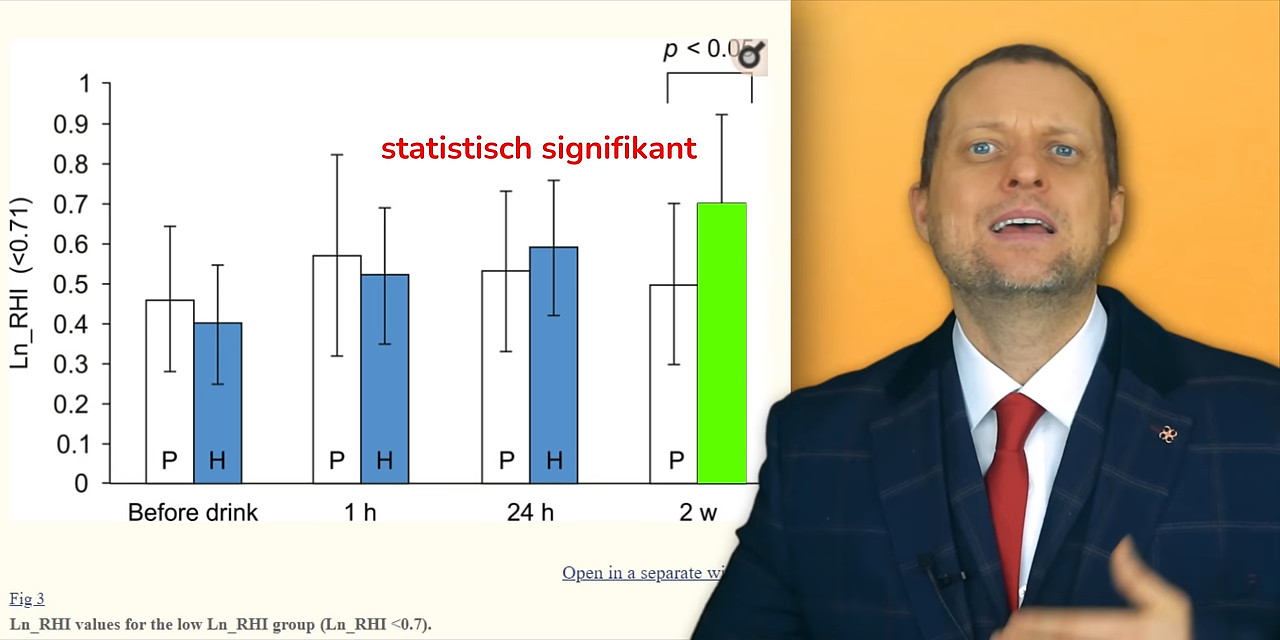 p < 0.05
1
0.9
statistisch signifikant
0.8
0.7
0.6
0.5
0.4
0.3
0.2
0.1
0
Ln_RHI (<0.71)
P H P H P H P
Before drink 1 h 24 h 2 w
Open in a separate
Fig 3
Ln_RHI values for the low Ln_RHI group (Ln_RHI <0.7).